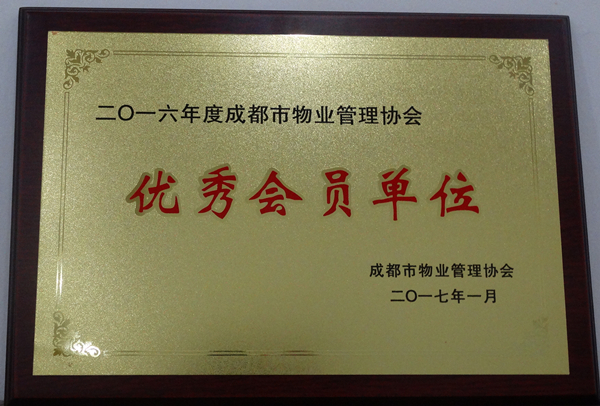 二〇一六年度成都市物业管理协会
优秀会员单位
成都市物业管理协会
二〇一七年一月